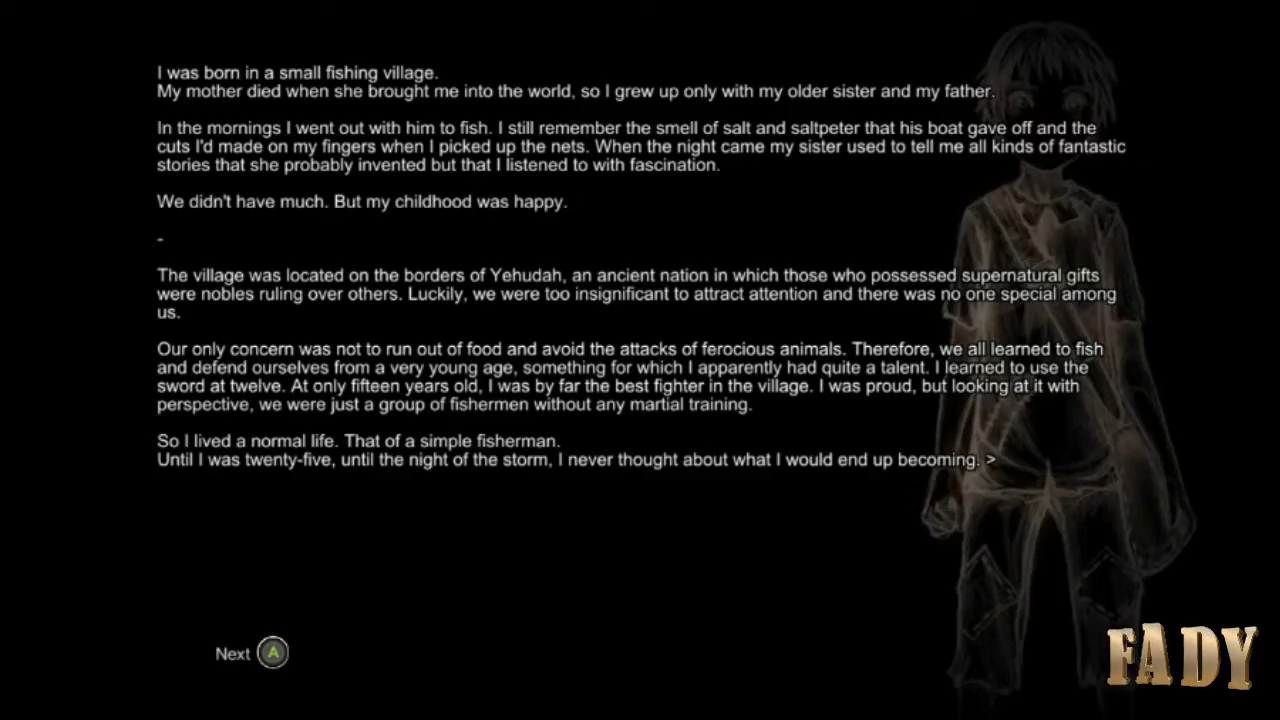 I was born in a small fishing village.
My mother died when she brought me into the world, so I grew up only with my older sister and my father.
In the mornings I went out with him to fish. I still remember the smell of salt and saltpeter that his boat gave off and the
cuts I'd made on my fingers when I picked up the nets. When the night came my sister used to tell me all kinds of fantastic
stories that she probably invented but that I listened to with fascination.
We didn't have much. But my childhood was happy.
-
The village was located on the borders of Yehudah, an ancient nation in which those who possessed supernatural gifts
were nobles ruling over others. Luckily, we were too insignificant to attract attention and there was no one special among
us.
Our only concern was not to run out of food and avoid the attacks of ferocious animals. Therefore, we all learned to fish
and defend ourselves from a very young age, something for which I apparently had quite a talent. I learned to use the
sword at twelve. At only fifteen years old, I was by far the best fighter in the village. I was proud, but looking at it with
perspective, we were just a group of fishermen without any martial training.
So I lived a normal life. That of a simple fisherman.
Until I was twenty-five, until the night of the storm, I never thought about what I would end up becoming. >
Next A
FADY